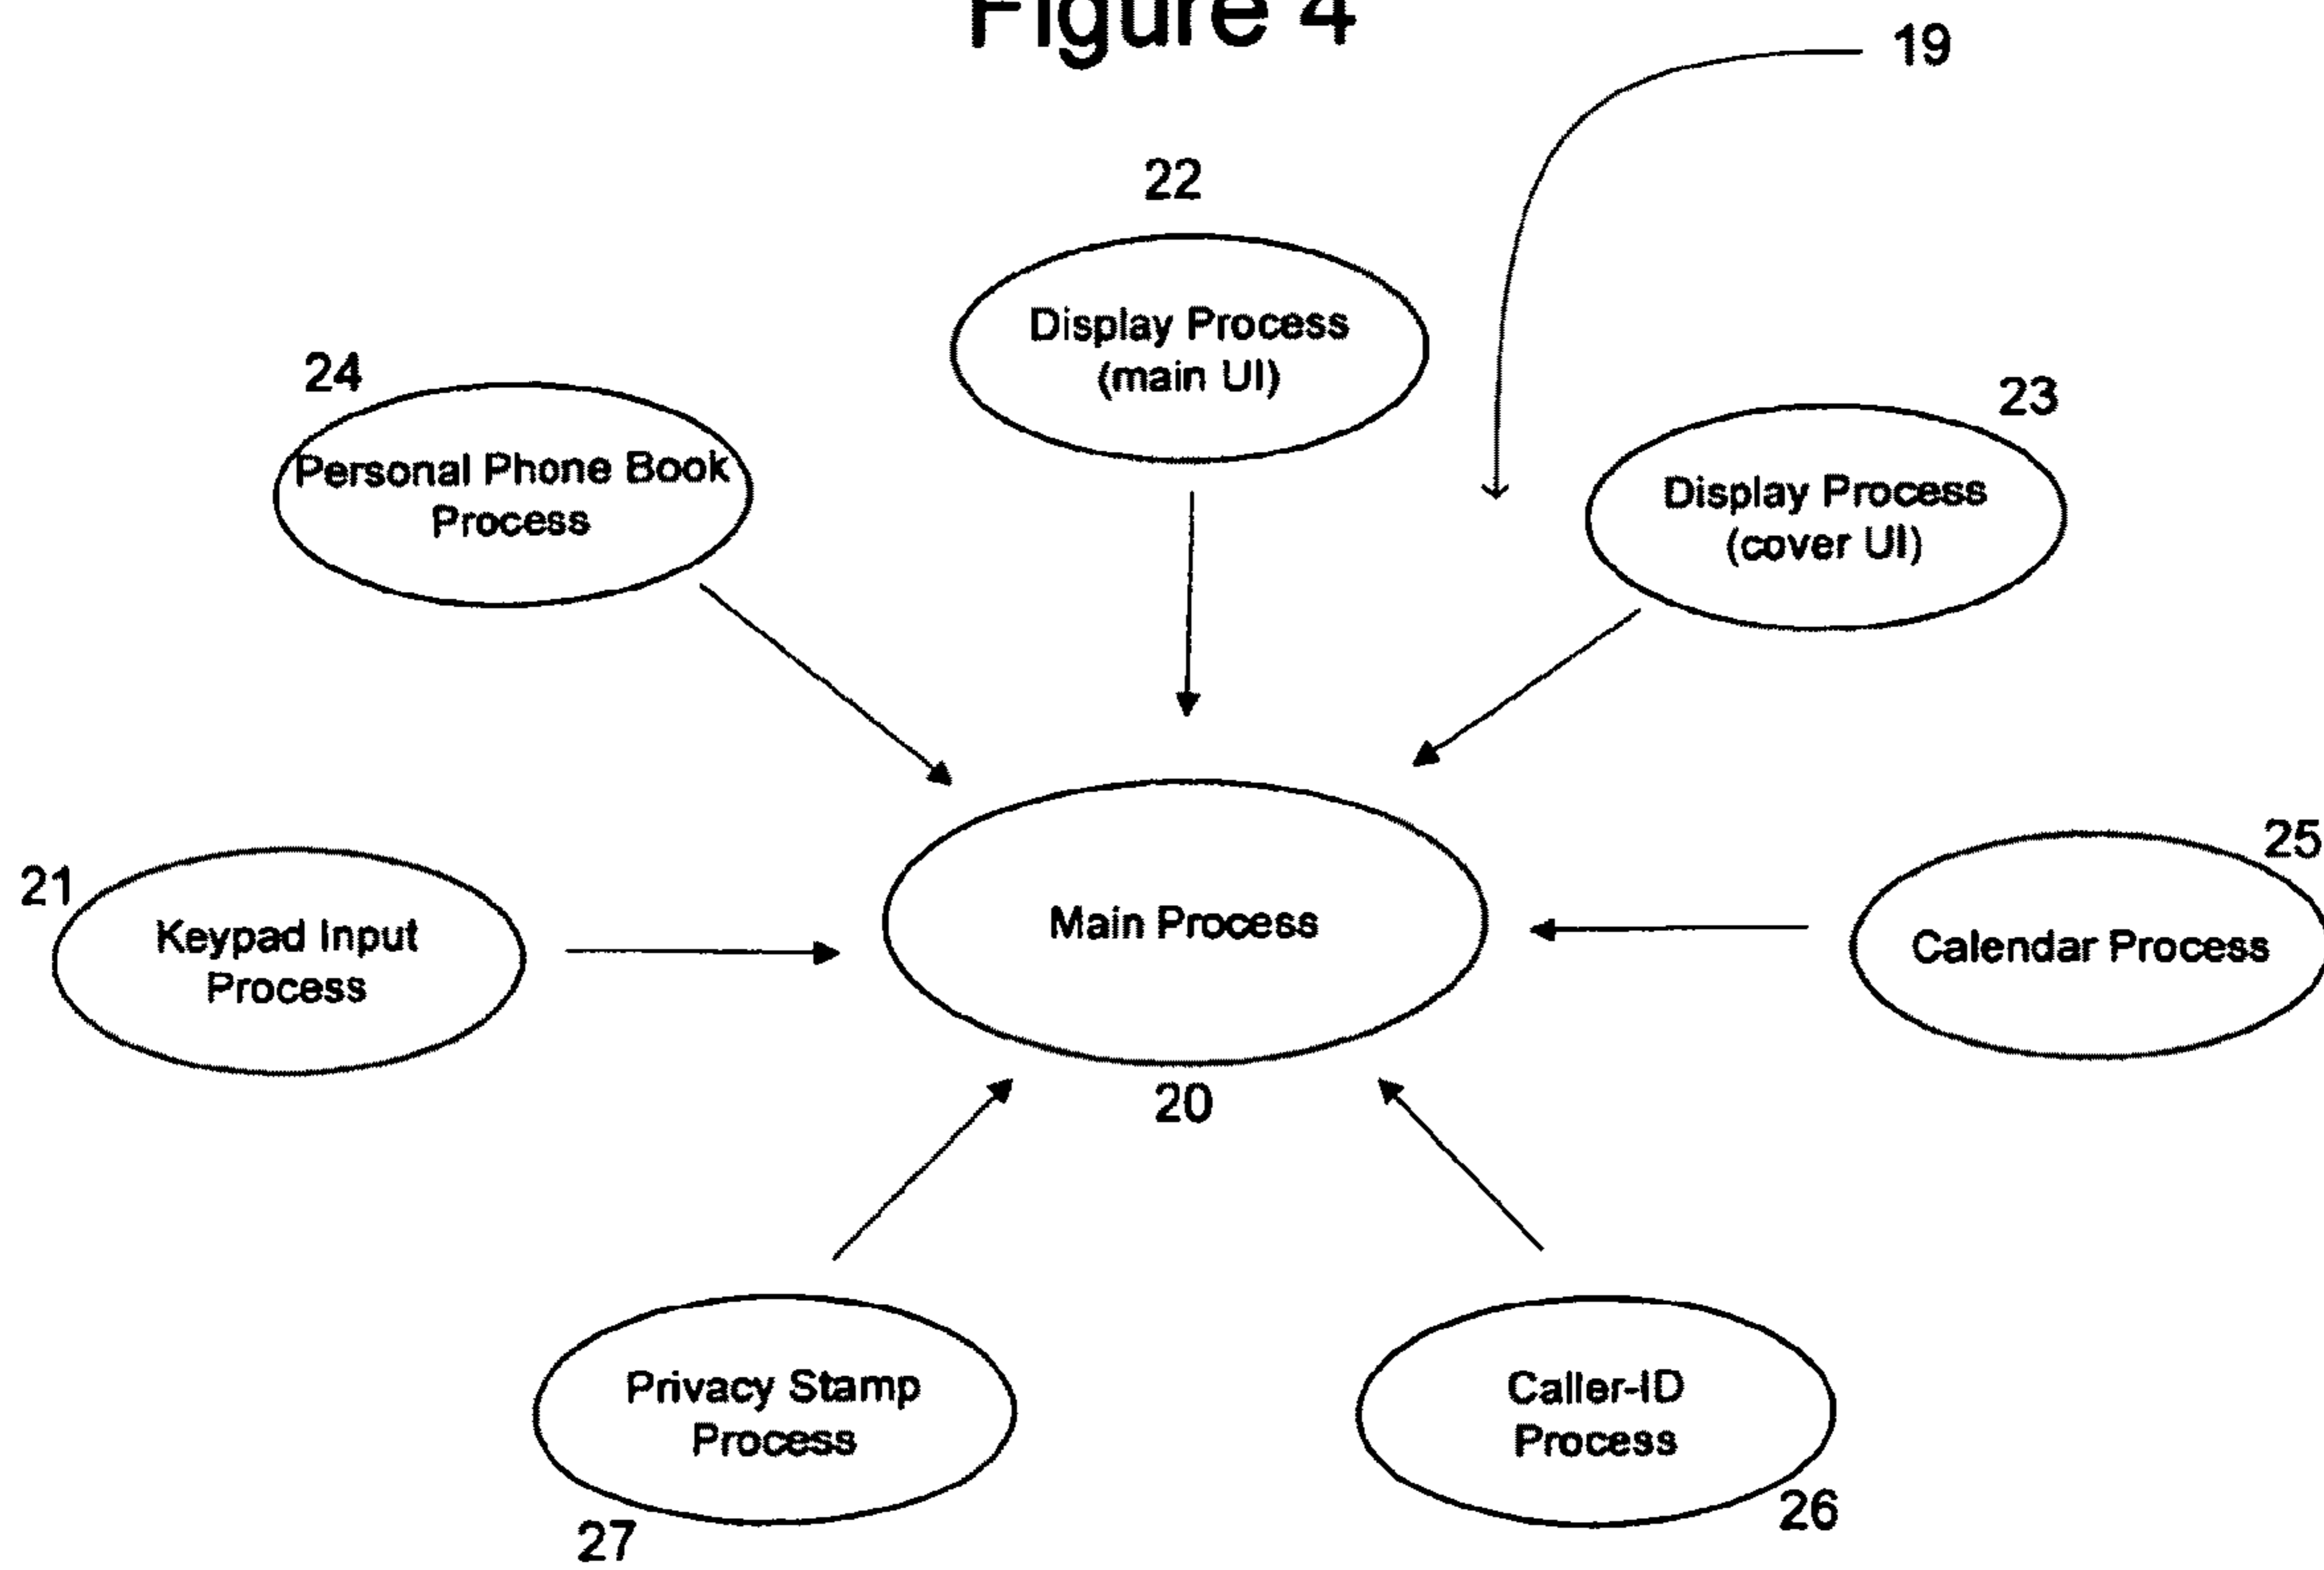 Figure 4
19
22
Display Process
(main UI)
24
Personal Phone Book
Process
23
Display Process
(cover UI)
21
Keypad Input
Process
Main Process
20
25
Calendar Process
Privacy Stamp
Process
27
Caller-ID
Process
26